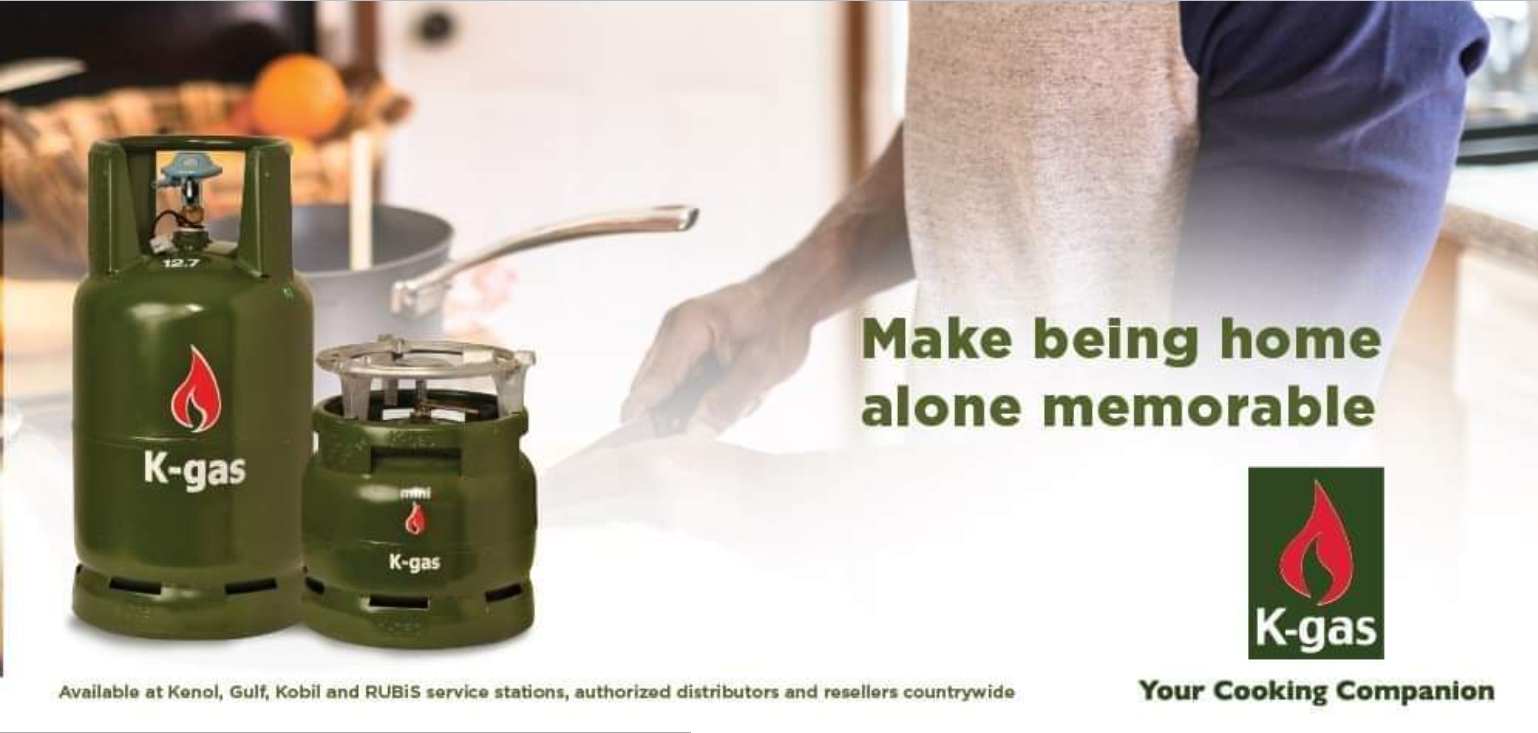 12.7
K-gas
mini
K-gas
Make being home
alone memorable
K-gas
Available at Kenol, Gulf, Kobil and RUBiS service stations, authorized distributors and resellers countrywide
Your Cooking Companion